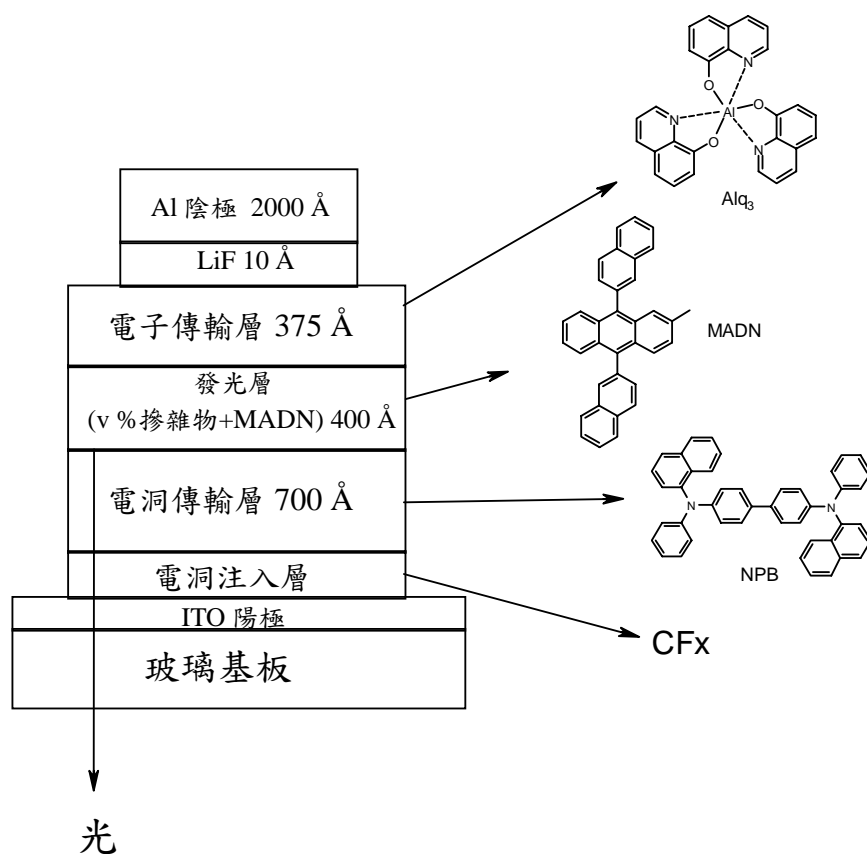 Al 陰極 2000 Å
LiF 10 Å
電子傳輸層 375 Å
發光層
(v %摻雜物+MADN) 400 Å
電洞傳輸層 700 Å
電洞注入層
ITO 陽極
玻璃基板
光
N
O
Al
O
N
O
N
Alq3
MADN
N
N
NPB
CFx